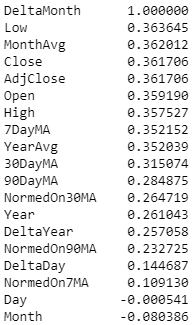 DeltaMonth 1.000000
Low 0.363645
MonthAvg 0.362012
Close 0.361706
AdjClose 0.361706
Open 0.359190
High 0.357527
7DayMA 0.352152
YearAvg 0.352039
30DayMA 0.315074
90DayMA 0.284875
NormedOn30MA 0.264719
Year 0.261043
DeltaYear 0.257058
NormedOn90MA 0.232725
DeltaDay 0.144687
NormedOn7MA 0.109130
Day -0.000541
Month -0.080386